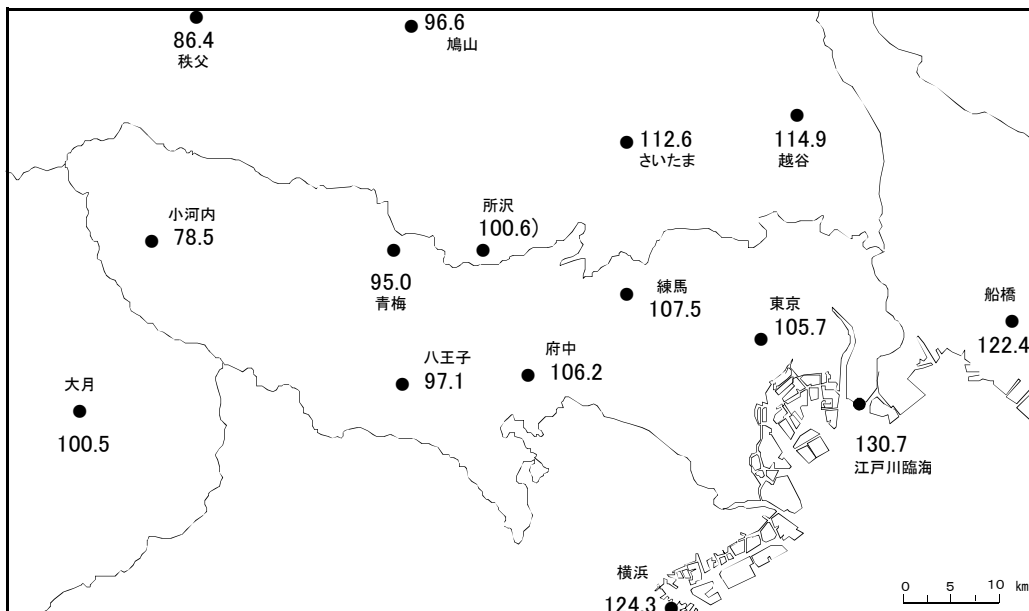 86.4
秩父
96.6
鳩山
112.6
さいたま
114.9
越谷
小河内
78.5
所沢
100.6)
95.0
青梅
練馬
107.5
東京
105.7
船橋
122.4
八王子
97.1
府中
106.2
大月
100.5
130.7
江戸川臨海
横浜
124.3
0 5 10 km